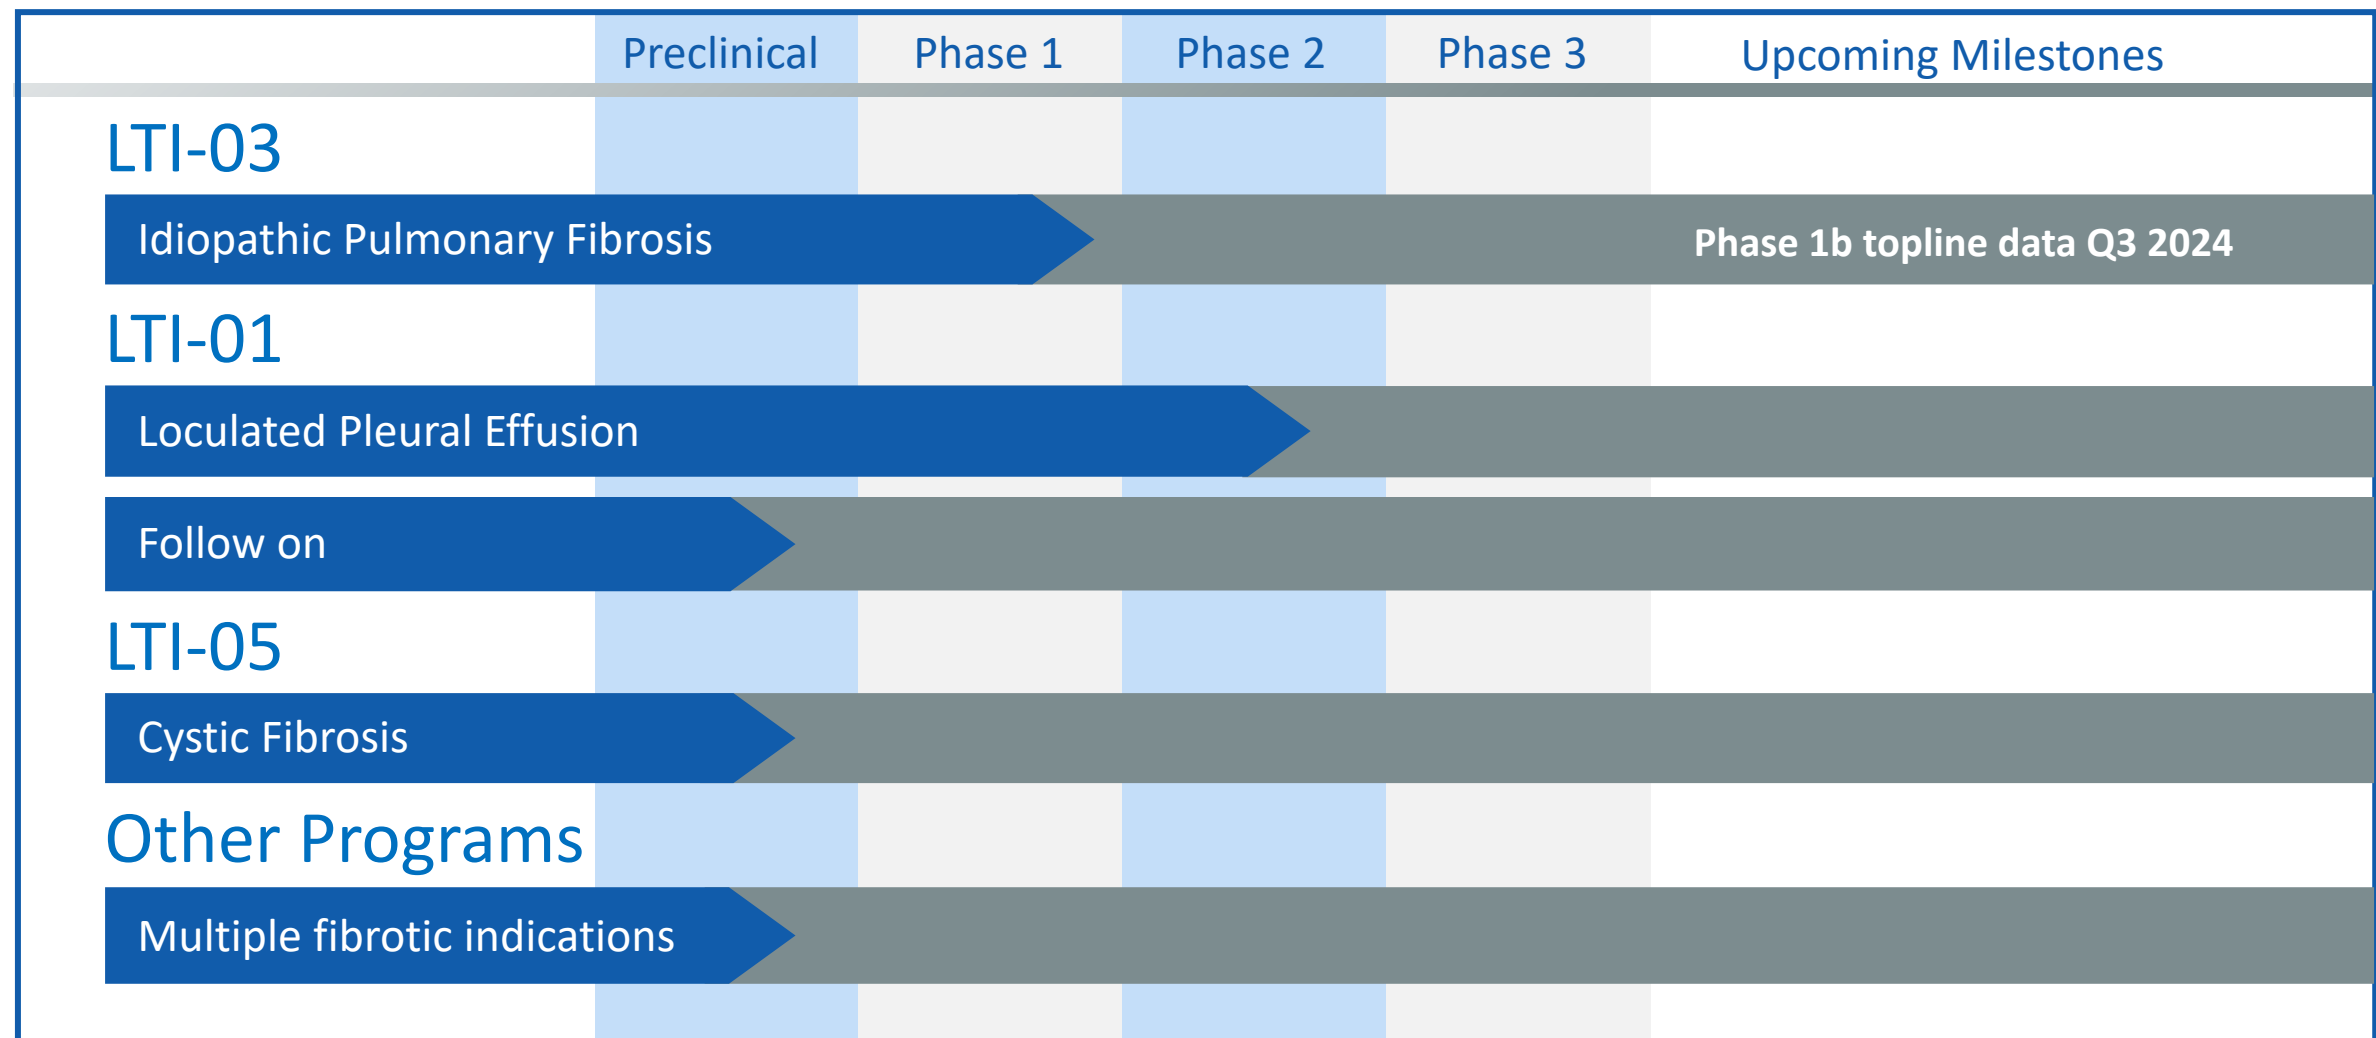 Preclinical Phase 1 Phase 2 Phase 3 Upcoming Milestones
LTI-03
Idiopathic Pulmonary Fibrosis Phase 1b topline data Q3 2024
LTI-01
Loculated Pleural Effusion
Follow on
LTI-05
Cystic Fibrosis
Other Programs
Multiple fibrotic indications